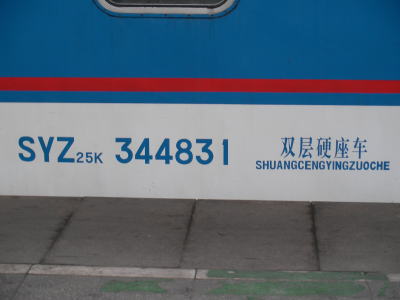 SYZ25K 344831 双层硬座车
SHUANGCENGYINGZUOCHE